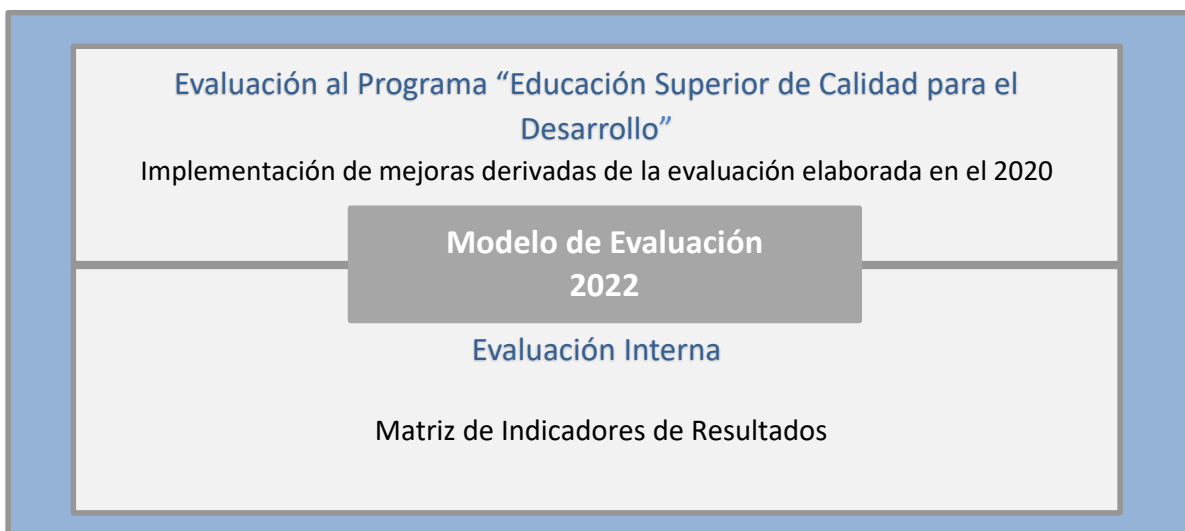 Evaluación al Programa “Educación Superior de Calidad para el
Desarrollo”
Implementación de mejoras derivadas de la evaluación elaborada en el 2020
Modelo de Evaluación
2022
Evaluación Interna
Matriz de Indicadores de Resultados